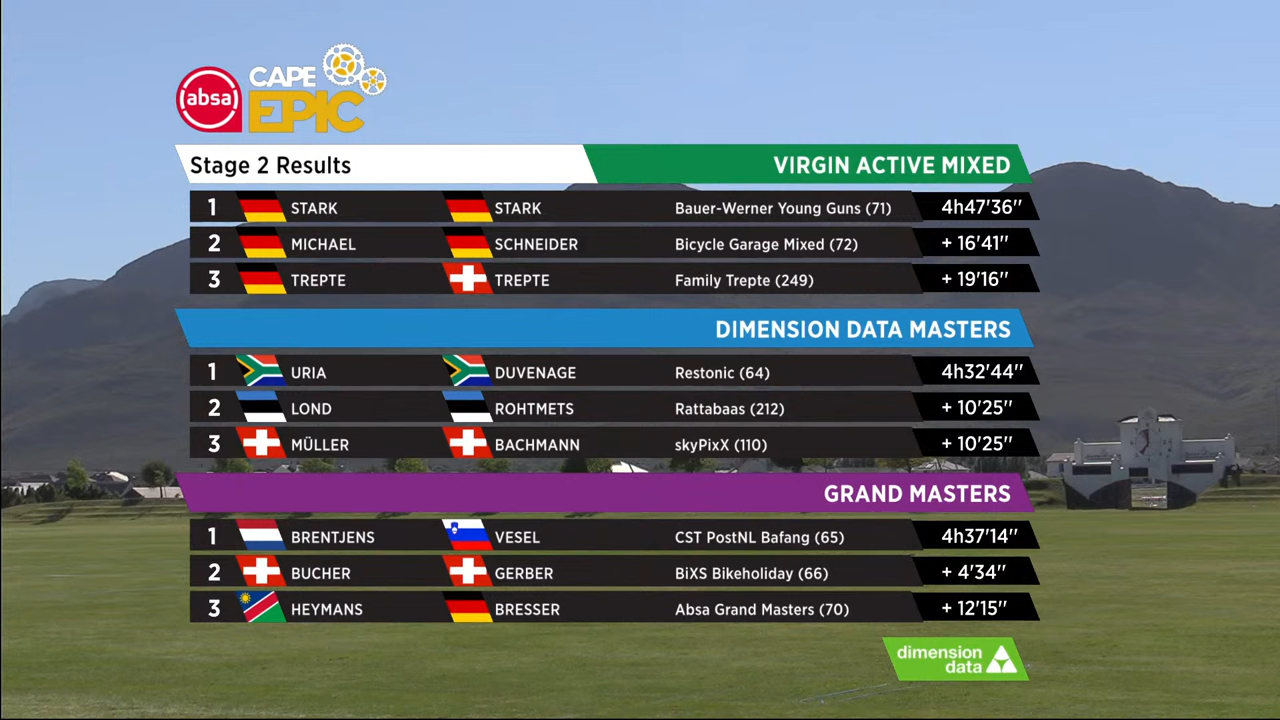 absa
CAPE
EPIC
Stage 2 Results VIRGIN ACTIVE MIXED
1 STARK STARK Bauer-Werner Young Guns (71) 4h47'36''
2 MICHAEL SCHNEIDER Bicycle Garage Mixed (72) + 16'41''
3 TREPTE TREPTE Family Trepte (249) + 19'16''
DIMENSION DATA MASTERS
1 URIA DUVENAGE Restonic (64) 4h32'44''
2 LOND ROHTMETS Rattabaas (212) + 10'25''
3 MÜLLER BACHMANN skyPixX (110) + 10'25''
GRAND MASTERS
1 BRENTJENS VESEL CST PostNL Bafang (65) 4h37'14''
2 BUCHER GERBER BiXS Bikeholiday (66) + 4'34''
3 HEYMANS BRESSER Absa Grand Masters (70) + 12'15''
dimension
data